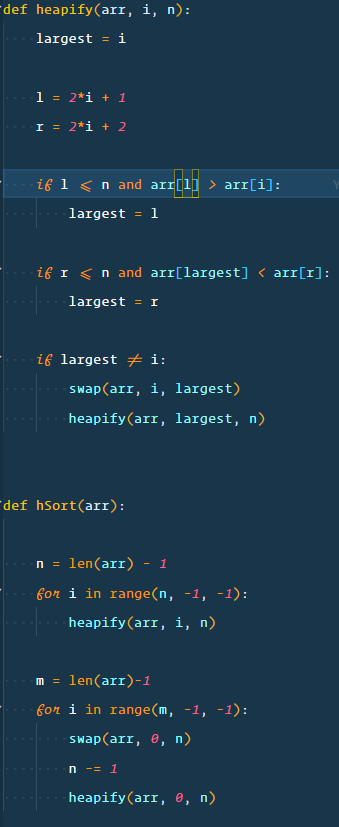 def heapify(arr, i, n):
    largest = i
    l = 2*i + 1
    r = 2*i + 2
    if l ⩽ n and arr[l] > arr[i]:
        largest = l
    if r ⩽ n and arr[largest] < arr[r]:
        largest = r
    if largest ≠ i:
        swap(arr, i, largest)
        heapify(arr, largest, n)
def hSort(arr):
    n = len(arr) - 1
    for i in range(n, -1, -1):
        heapify(arr, i, n)
    m = len(arr)-1
    for i in range(m, -1, -1):
        swap(arr, 0, n)
        n -= 1
        heapify(arr, 0, n)